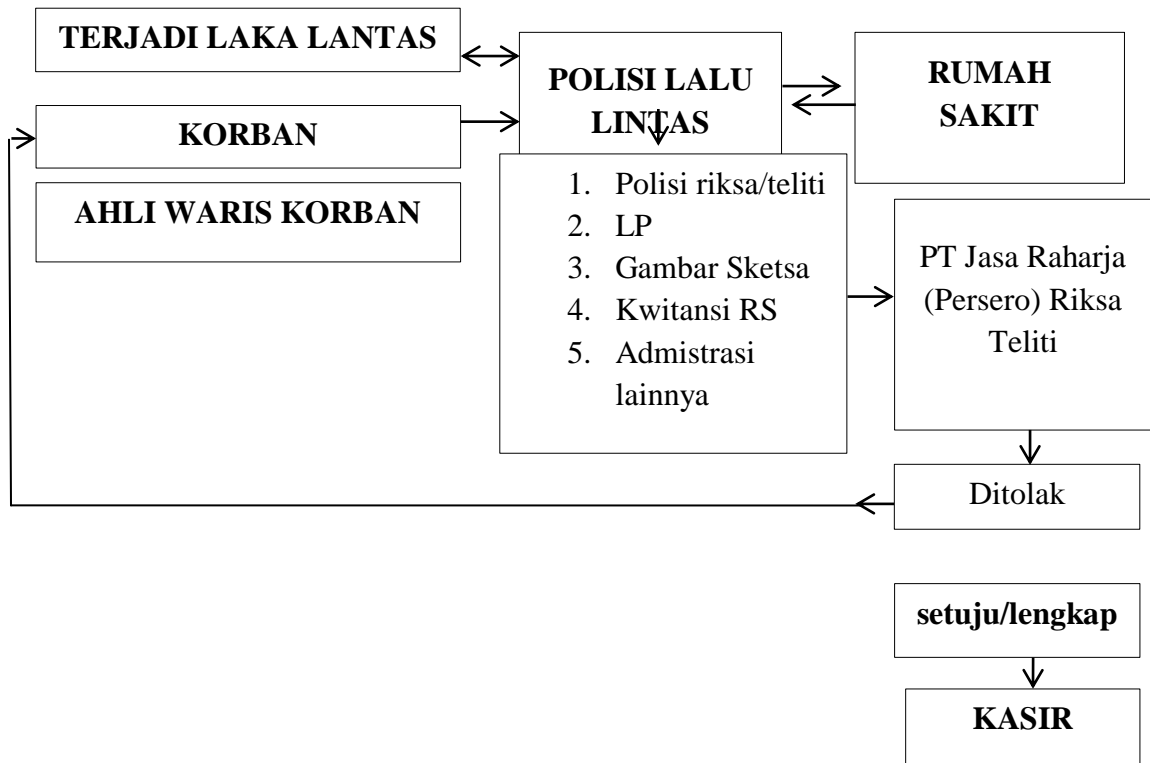 TERJADI LAKA LANTAS
POLISI LALU
LINTAS
RUMAH
SAKIT
KORBAN
AHLI WARIS KORBAN
1. Polisi riksa/teliti
2. LP
3. Gambar Sketsa
4. Kwitansi RS
5. Admistrasi
lainnya
PT Jasa Raharja
(Persero) Riksa
Teliti
Ditolak
setuju/lengkap
KASIR